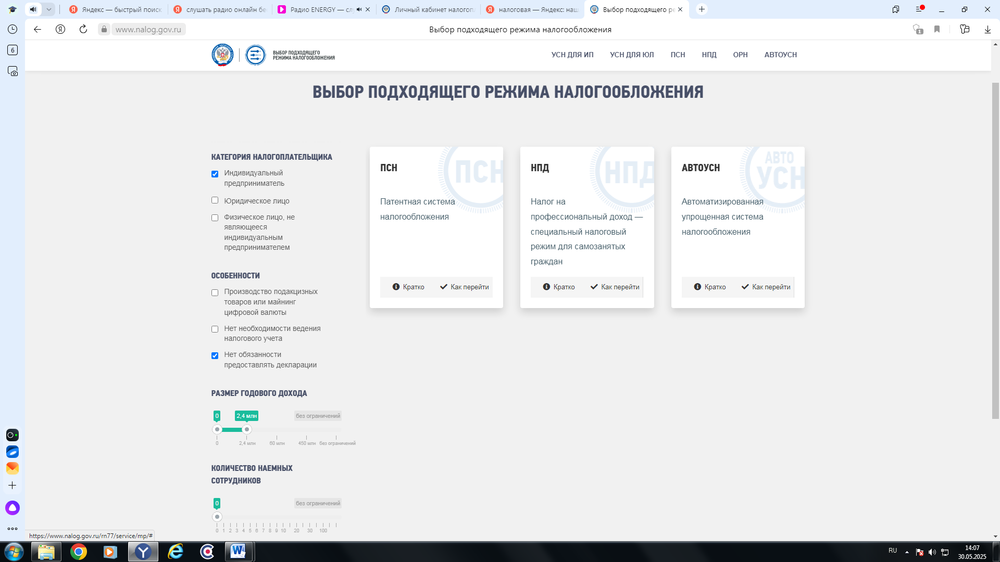 Яндекс — быстрый поиск
слушать радио онлайн бе
Радио ENERGY — сл
Личный кабинет налогопл
налоговая — Яндекс: наш
Выбор подходящего ре
6
www.nalog.gov.ru
Выбор подходящего режима налогообложения
1
ВЫБОР ПОДХОДЯЩЕГО
РЕЖИМА НАЛОГООБЛОЖЕНИЯ
УСН ДЛЯ ИП
УСН ДЛЯ ЮЛ
ПСН
НПД
ОРН
АВТОУСН
ВЫБОР ПОДХОДЯЩЕГО РЕЖИМА НАЛОГООБЛОЖЕНИЯ
КАТЕГОРИЯ НАЛОГОПЛАТЕЛЬЩИКА
Индивидуальный
предприниматель
Юридическое лицо
Физическое лицо, не
являющееся
индивидуальным
предпринимателем
ОСОБЕННОСТИ
Производство подакцизных
товаров или майнинг
цифровой валюты
Нет необходимости ведения
налогового учета
Нет обязанности
предоставлять декларации
РАЗМЕР ГОДОВОГО ДОХОДА
0
2,4 млн
без ограничений
0 2,4 млн 60 млн 450 млн без ограничений
КОЛИЧЕСТВО НАЕМНЫХ
СОТРУДНИКОВ
0
без ограничений
0 1 2 3 4 5 6 7 8 9 10 20 30 100
ПСН
ПСН
Патентная система
налогообложения
Кратко
Как перейти
НПД
НПД
Налог на
профессиональный доход —
специальный налоговый
режим для самозанятых
граждан
Кратко
Как перейти
АВТОУСН
АВТО
УСН
Автоматизированная
упрощенная система
налогообложения
Кратко
Как перейти
https://www.nalog.gov.ru/rn77/service/mp/#
RU
14:07
30.05.2025